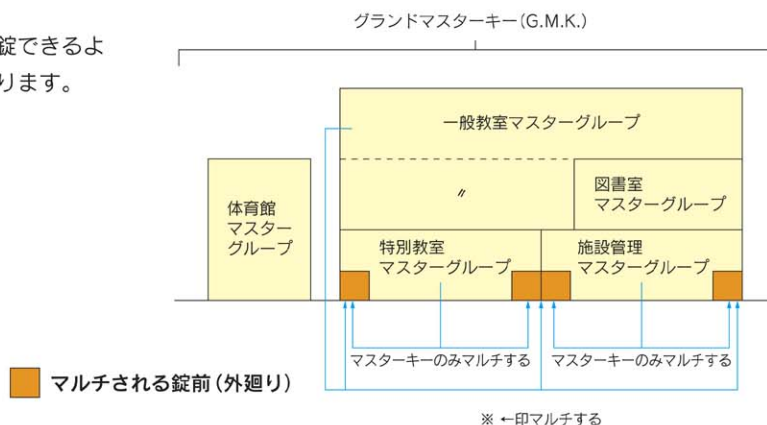 グランドマスターキー（G.M.K.）
錠できるよ
ります。
一般教室マスターグループ
〃
図書室
マスターグループ
体育館
マスター
グループ
特別教室
マスターグループ
施設管理
マスターグループ
マスターキーのみマルチする
マスターキーのみマルチする
マルチされる錠前（外廻り）
※ ←印マルチする